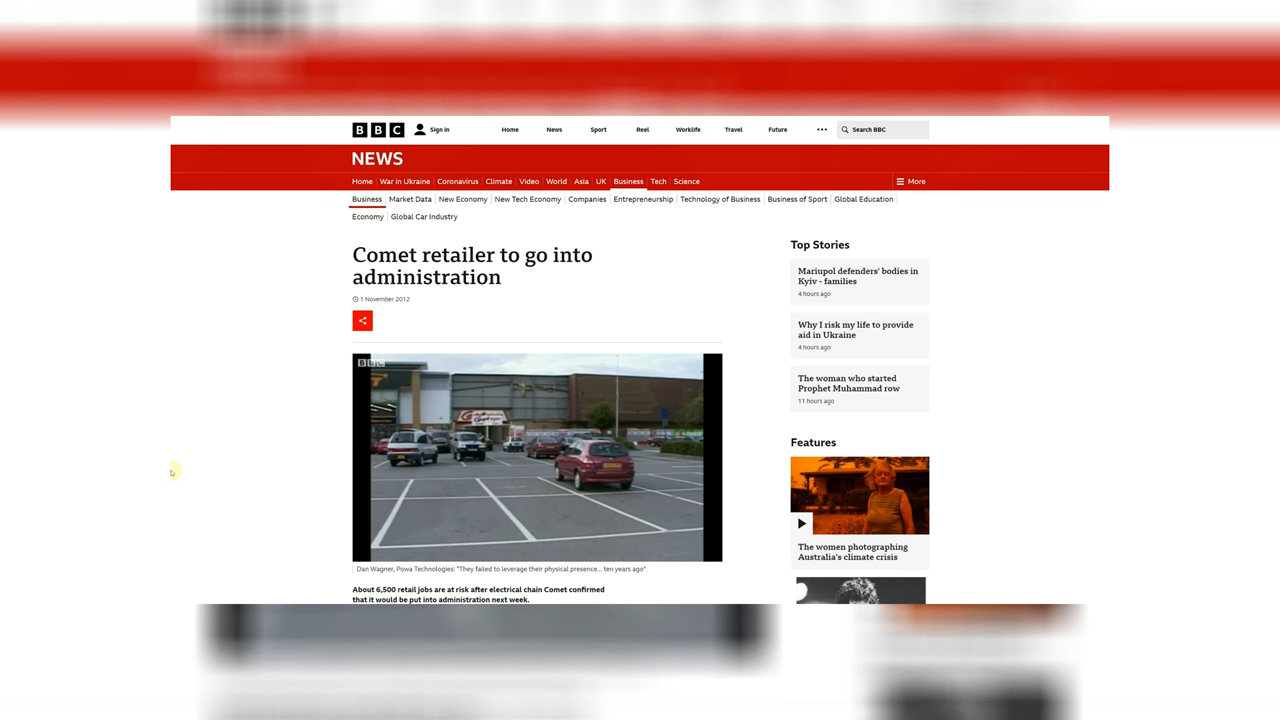 BBC Sign in Home News Sport Reel Worklife Travel Future ••• Search BBC
NEWS
Home War in Ukraine Coronavirus Climate Video World Asia UK Business Tech Science More
Business Market Data New Economy New Tech Economy Companies Entrepreneurship Technology of Business Business of Sport Global Education
Economy Global Car Industry
Comet retailer to go into
administration
1 November 2012
BBC
Dan Wagner, Powa Technologies: "They failed to leverage their physical presence... ten years ago"
About 6,500 retail jobs are at risk after electrical chain Comet confirmed
that it would be put into administration next week.
Top Stories
Mariupol defenders' bodies in
Kyiv - families
4 hours ago
Why I risk my life to provide
aid in Ukraine
4 hours ago
The woman who started
Prophet Muhammad row
11 hours ago
Features
The women photographing
Australia's climate crisis